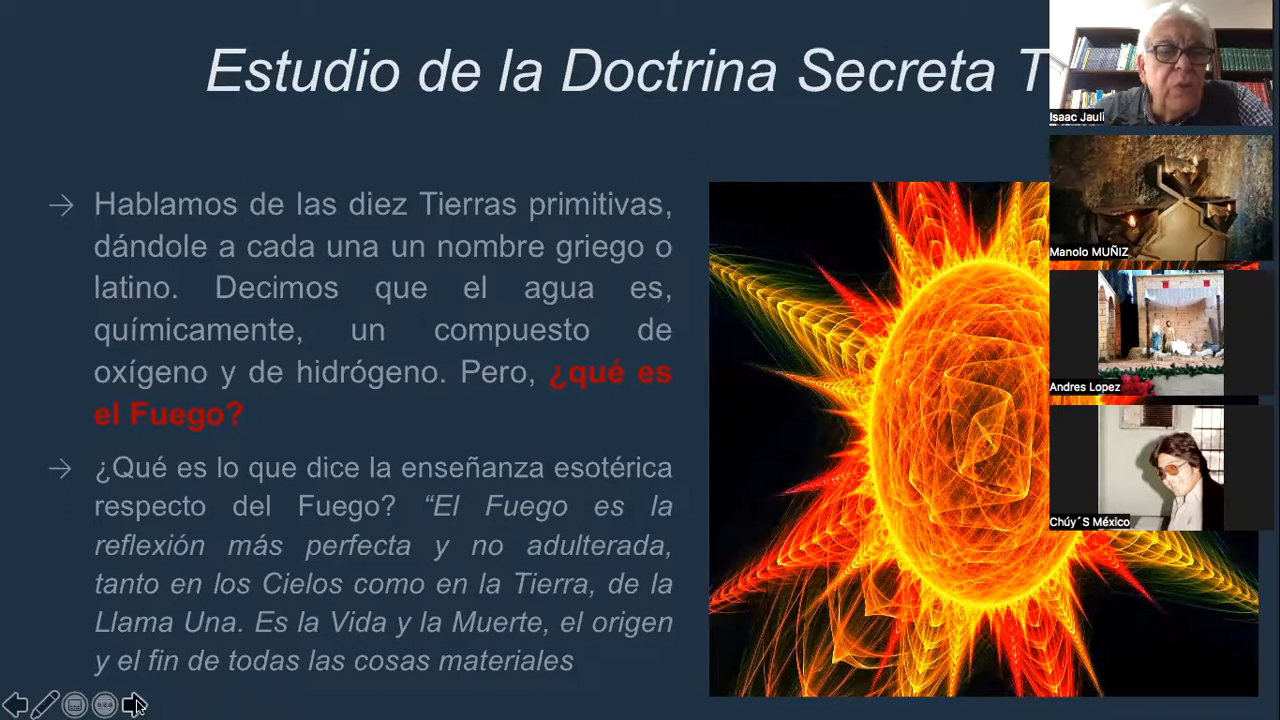 Estudio de la Doctrina Secreta T
→ Hablamos de las diez Tierras primitivas,
dándole a cada una un nombre griego o
latino. Decimos que el agua es,
químicamente, un compuesto de
oxígeno y de hidrógeno. Pero, ¿qué es
el Fuego?
→ ¿Qué es lo que dice la enseñanza esotérica
respecto del Fuego? “El Fuego es la
reflexión más perfecta y no adulterada,
tanto en los Cielos como en la Tierra, de la
Llama Una. Es la Vida y la Muerte, el origen
y el fin de todas las cosas materiales
Isaac Jauli
Manolo MUÑIZ
Andres Lopez
Chúy´S México